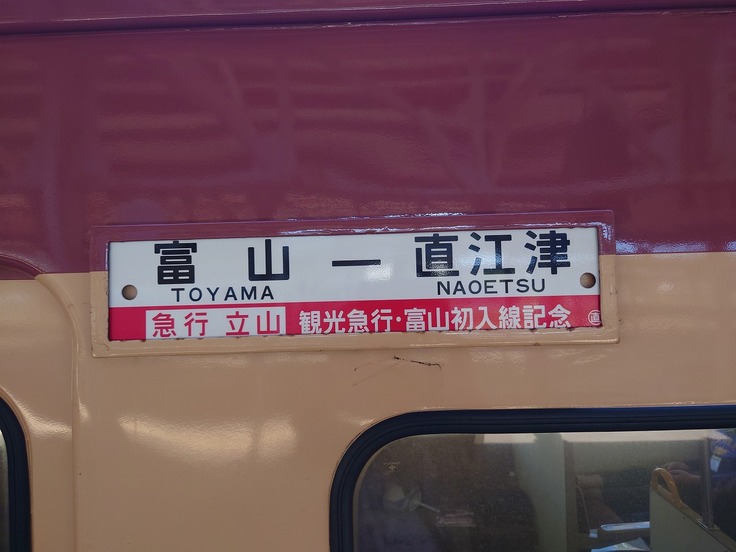 富山 — 直江津
TOYAMA NAOETSU
急行 立山 観光急行・富山初入線記念 ㊣